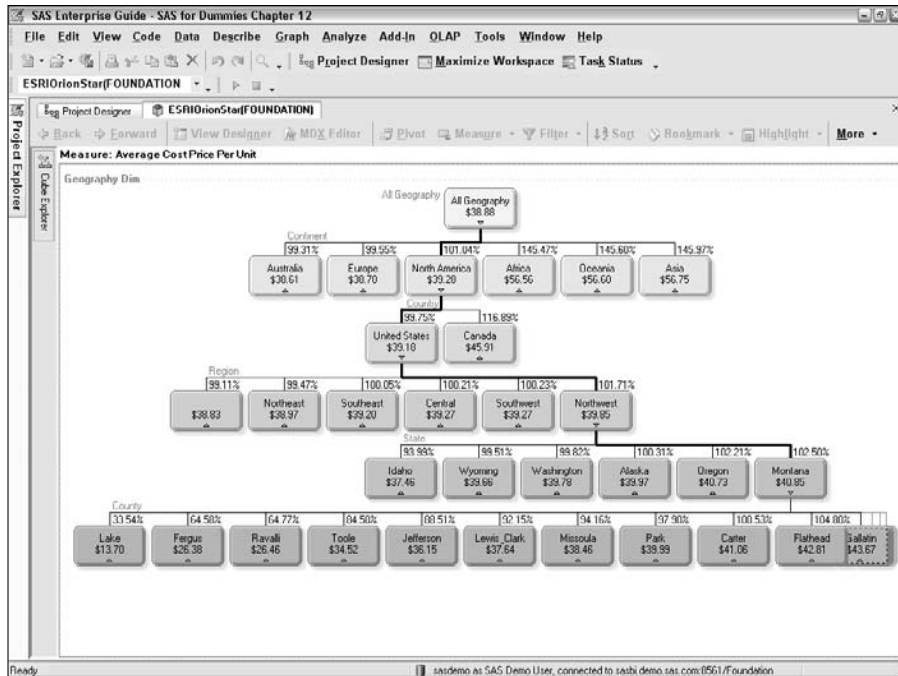 SAS Enterprise Guide - SAS for Dummies Chapter 12
File Edit View Code Data Describe Graph Analyze Add-In OLAP Tools Window Help
Project Designer Maximize Workspace Task Status
ESRIOrionStar(FOUNDATION
Project Designer ESRIOrionStar(FOUNDATION)
Back Forward View Designer MDX Editor Pivot Measure Filter Sort Bookmark Highlight More
Project Explorer
Cube Explorer
Measure: Average Cost Price Per Unit
Geography Dim
All Geography
All Geography
$38.88
Continent
99.31% 99.55% 101.04% 145.47% 145.60% 145.97%
Australia Europe North America Africa Oceania Asia
$38.61 $38.70 $39.28 $56.56 $56.60 $56.75
Country
99.75% 116.89%
United States Canada
$39.18 $45.91
Region
99.11% 99.47% 100.05% 100.21% 100.23% 101.71%
Northeast Southeast Central Southwest Northwest
$38.83 $38.97 $39.20 $39.27 $39.27 $39.85
State
93.99% 99.51% 99.82% 100.31% 102.21% 102.50%
Idaho Wyoming Washington Alaska Oregon Montana
$37.46 $39.66 $39.78 $39.97 $40.73 $40.85
County
33.54% 64.58% 64.77% 84.50% 88.51% 92.15% 94.16% 97.90% 100.53% 104.80%
Lake Fergus Ravalli Toole Jefferson Lewis_Clark Missoula Park Carter Flathead Gallatin
$13.70 $26.38 $26.46 $34.52 $36.15 $37.64 $38.46 $39.99 $41.06 $42.81 $43.67
Ready
sasdemo as SAS Demo User, connected to sasbi.demo.sas.com:8561/Foundation